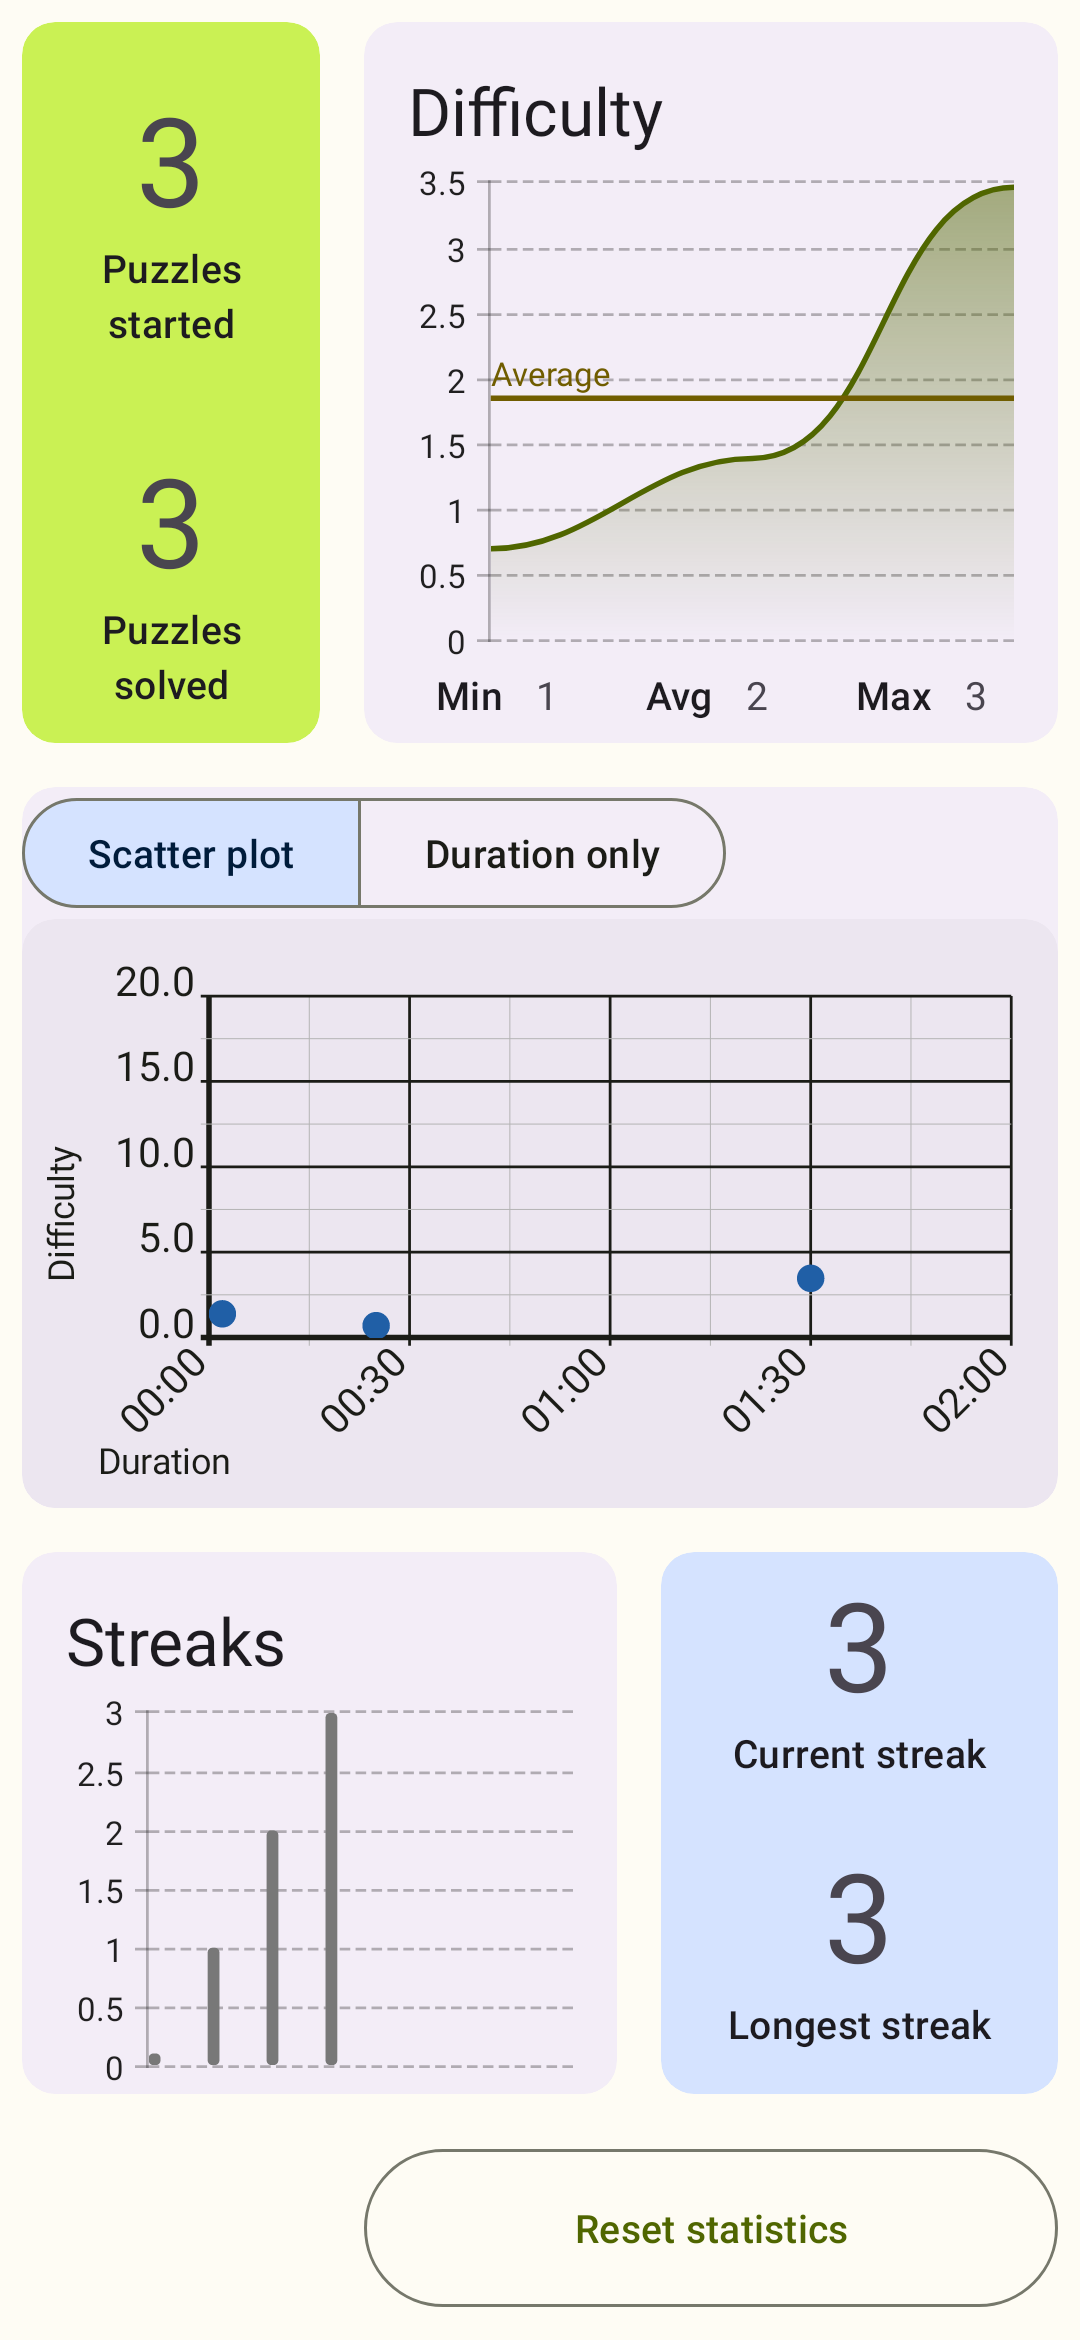 3
Puzzles
started
3
Puzzles
solved
Difficulty
3.5
3
2.5
2
1.5
1
0.5
0
Average
Min 1 Avg 2 Max 3
Scatter plot Duration only
Difficulty
20.0
15.0
10.0
5.0
0.0
00:00 00:30 01:00 01:30 02:00
Duration
Streaks
3
2.5
2
1.5
1
0.5
0
3
Current streak
3
Longest streak
Reset statistics